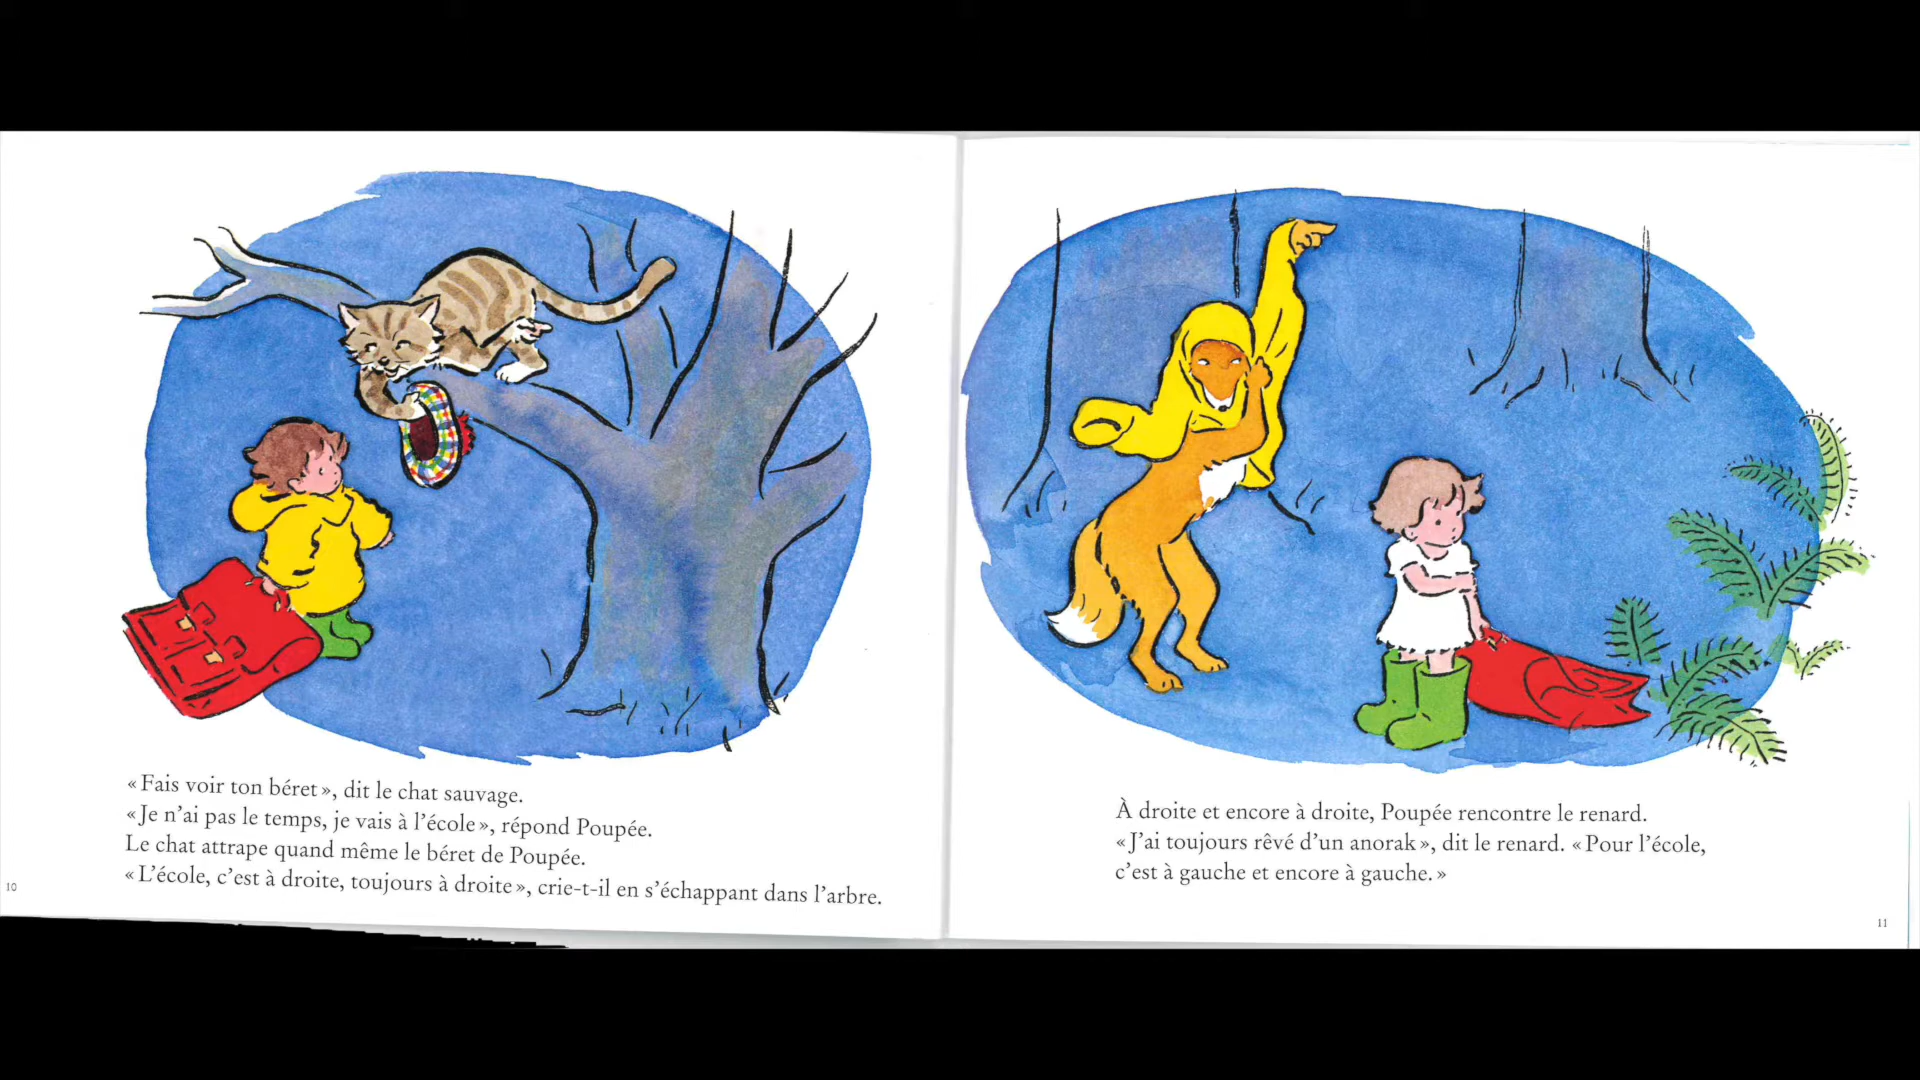 « Fais voir ton béret », dit le chat sauvage.
« Je n'ai pas le temps, je vais à l'école », répond Poupée.
Le chat attrape quand même le béret de Poupée.
« L'école, c'est à droite, toujours à droite », crie-t-il en s'échappant dans l'arbre.
10
À droite et encore à droite, Poupée rencontre le renard.
« J'ai toujours rêvé d'un anorak », dit le renard. « Pour l'école,
c'est à gauche et encore à gauche. »
11